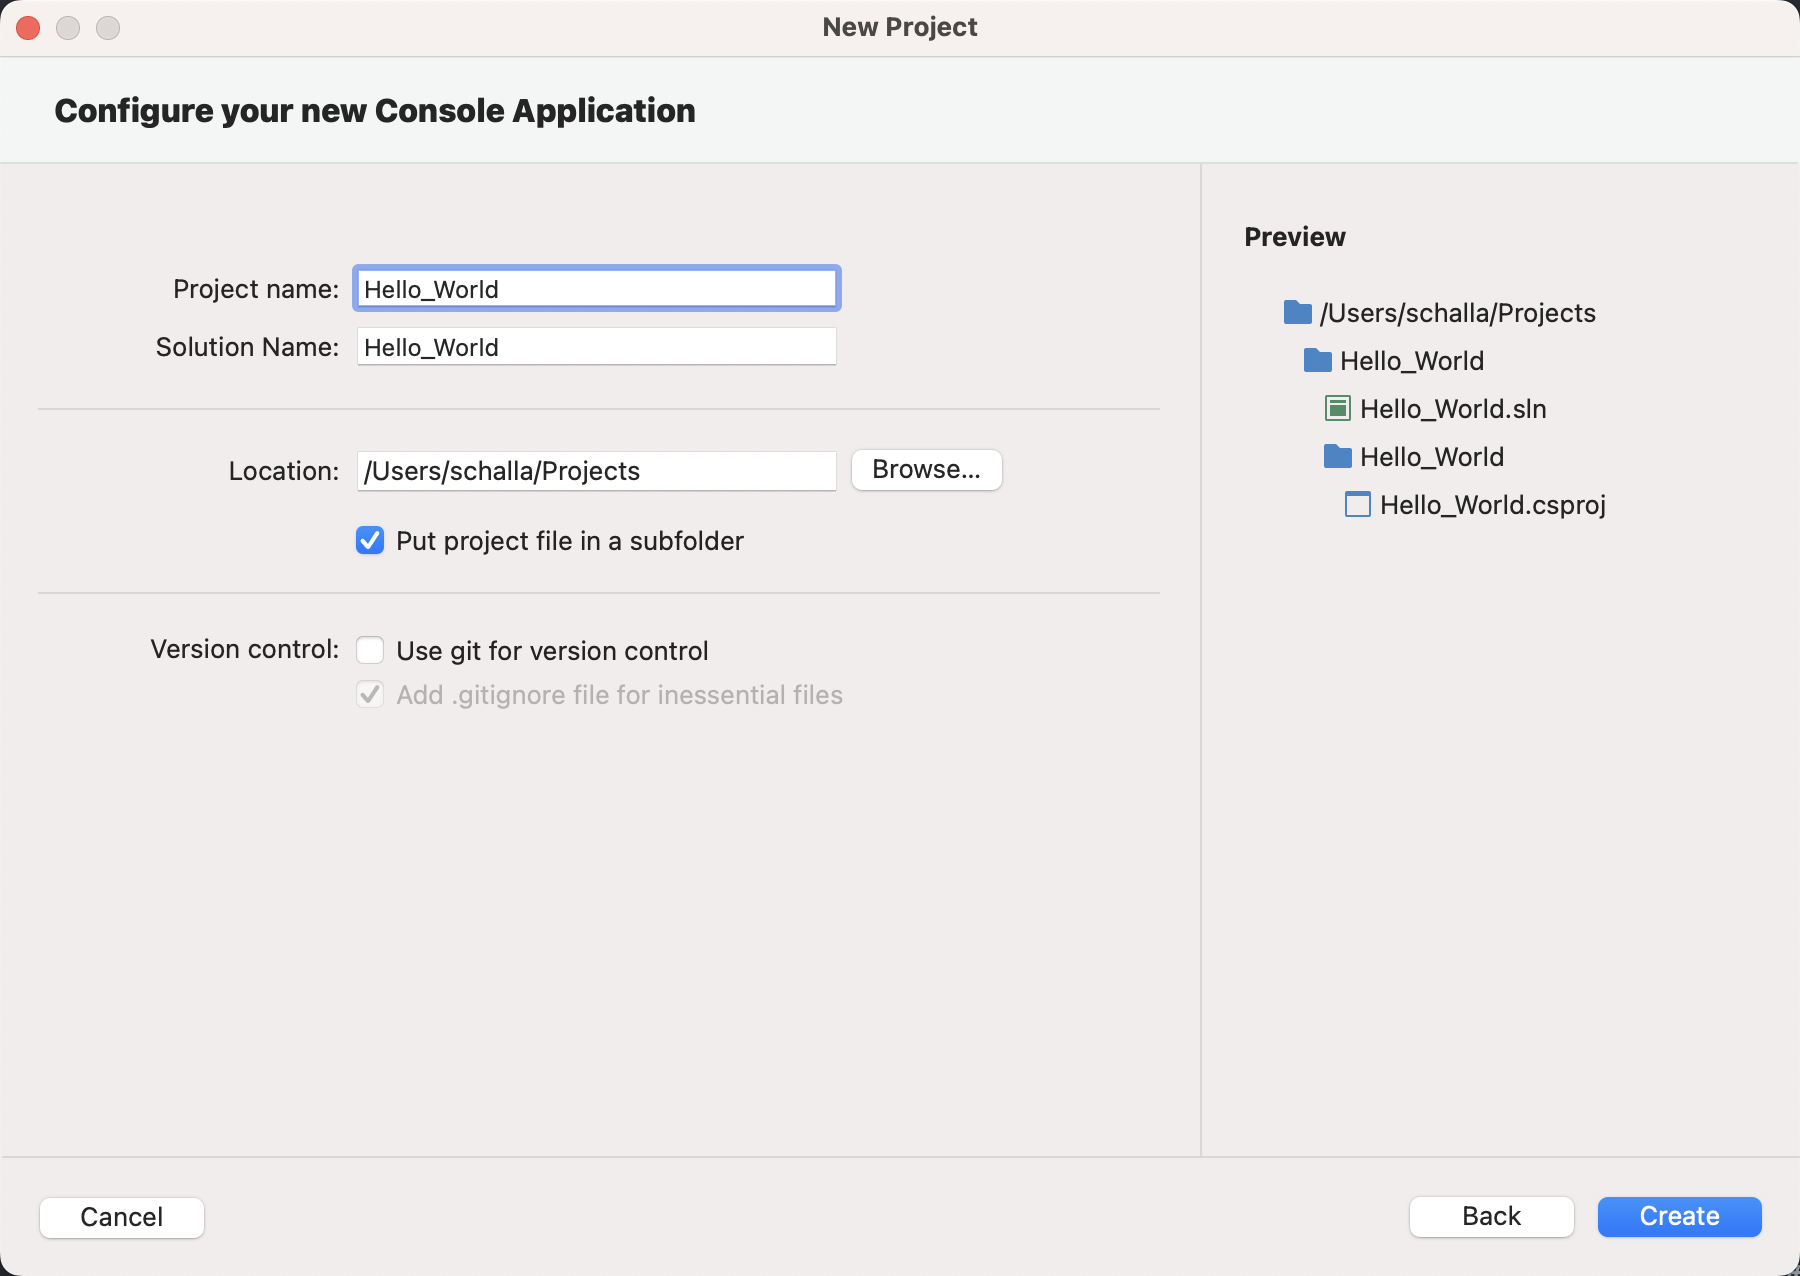 New Project
Configure your new Console Application
Project name: Hello_World
Solution Name: Hello_World
Location: /Users/schalla/Projects Browse...
Put project file in a subfolder
Version control: Use git for version control
Add .gitignore file for inessential files
Preview
/Users/schalla/Projects
Hello_World
Hello_World.sln
Hello_World
Hello_World.csproj
Cancel Back Create